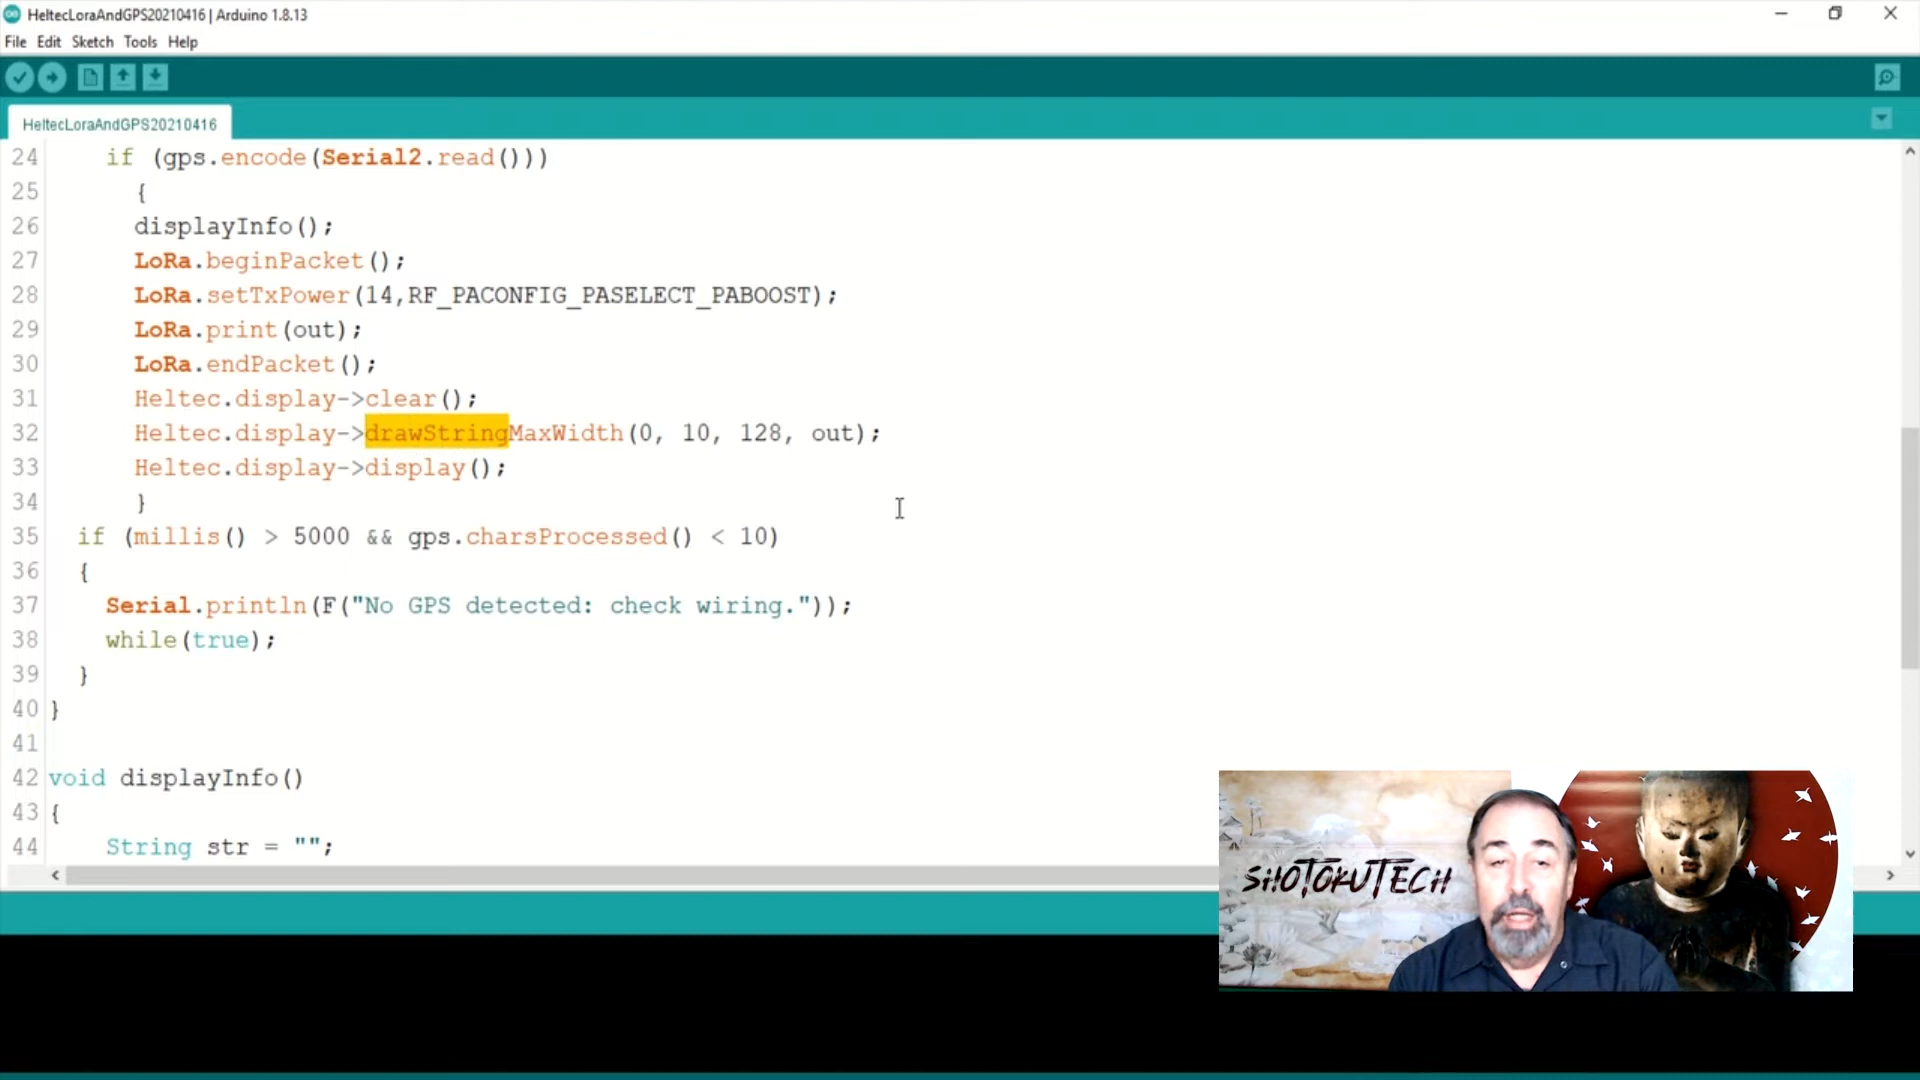 HeltecLoraAndGPS20210416 | Arduino 1.8.13
File Edit Sketch Tools Help
HeltecLoraAndGPS20210416
24 if (gps.encode(Serial2.read()))
25 {
26 displayInfo();
27 LoRa.beginPacket();
28 LoRa.setTxPower(14,RF_PACONFIG_PASELECT_PABOOST);
29 LoRa.print(out);
30 LoRa.endPacket();
31 Heltec.display->clear();
32 Heltec.display->drawStringMaxWidth(0, 10, 128, out);
33 Heltec.display->display();
34 }
35 if (millis() > 5000 && gps.charsProcessed() < 10)
36 {
37 Serial.println(F("No GPS detected: check wiring."));
38 while(true);
39 }
40 }
41
42 void displayInfo()
43 {
44 String str = "";
SHOTOKUTECH